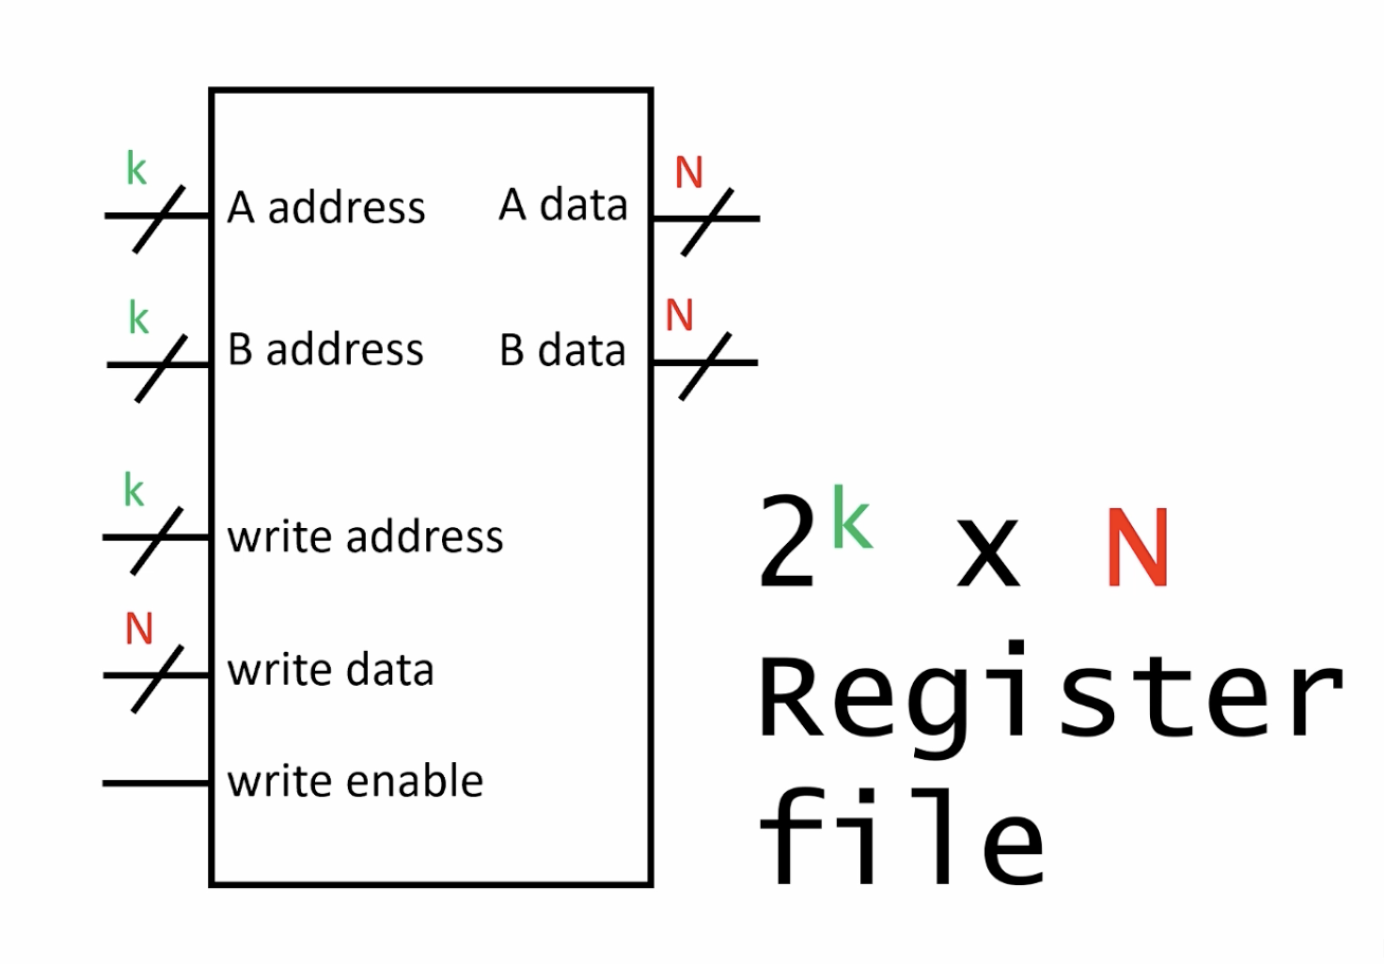 k
A address
A data
N
k
B address
B data
N
k
write address
N
write data
write enable
2^k x N
Register
file